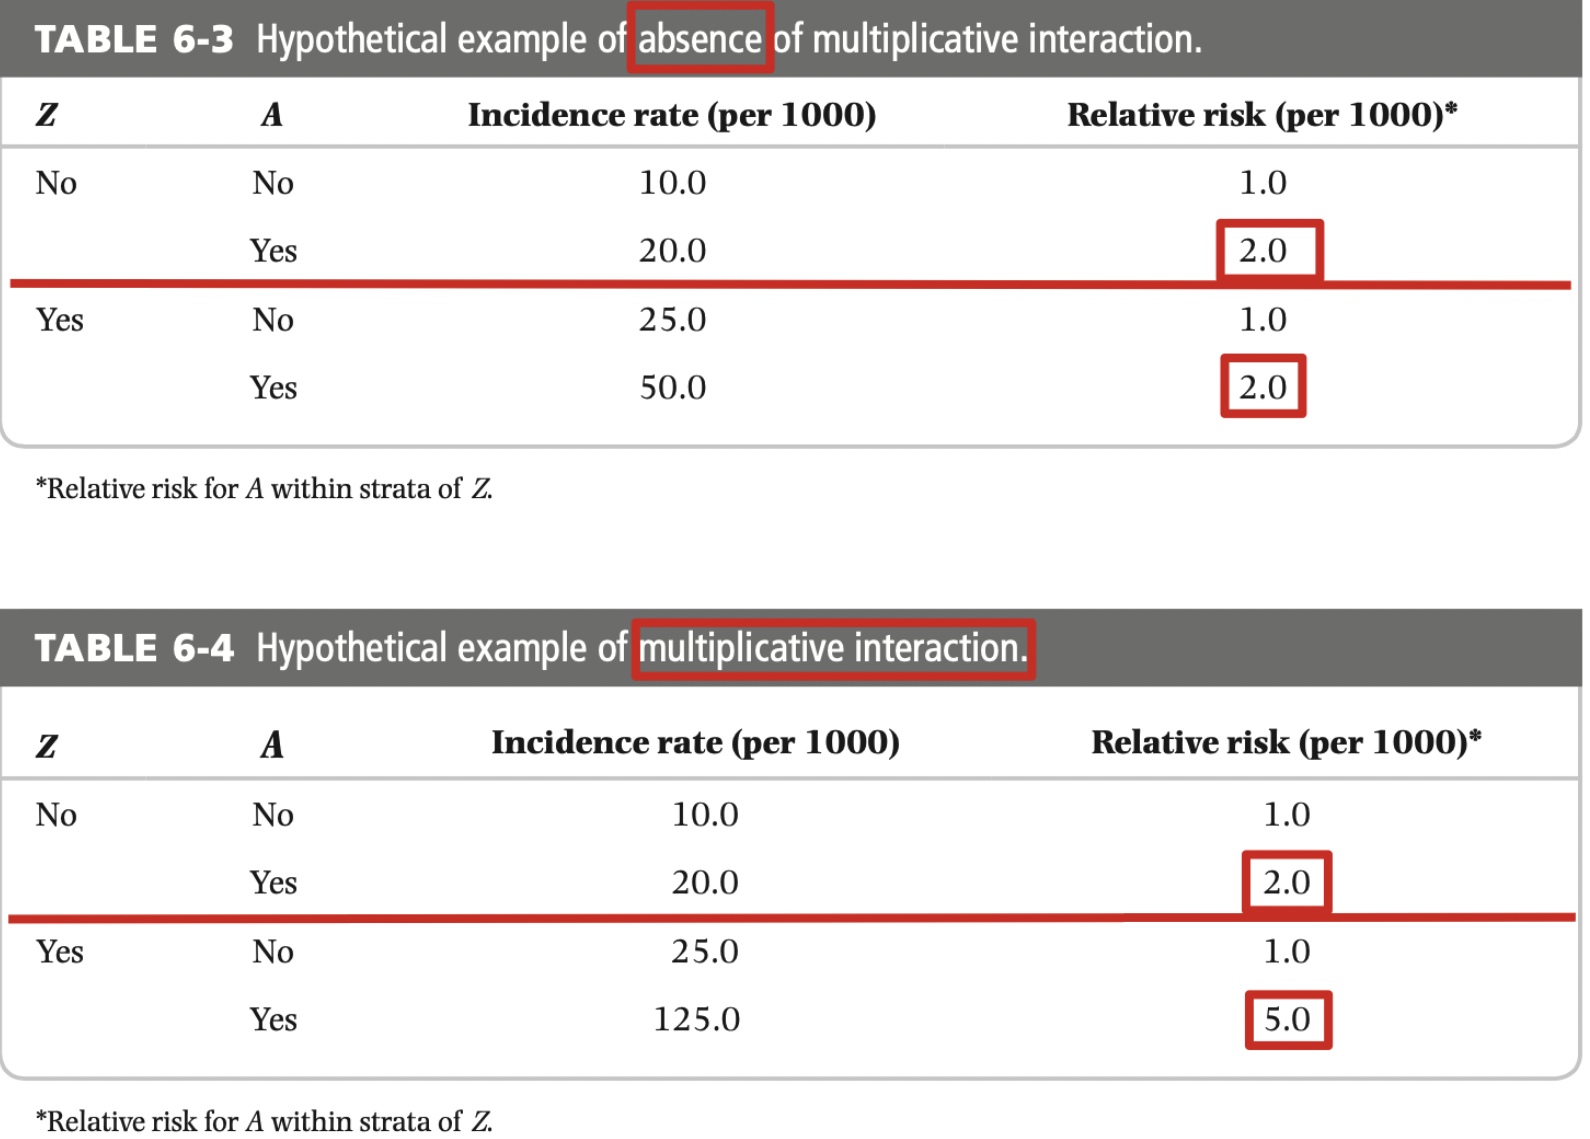 TABLE 6-3 Hypothetical example of absence of multiplicative interaction.
Z A Incidence rate (per 1000) Relative risk (per 1000)*
No No 10.0 1.0
Yes 20.0 2.0
Yes No 25.0 1.0
Yes 50.0 2.0
*Relative risk for A within strata of Z.
TABLE 6-4 Hypothetical example of multiplicative interaction.
Z A Incidence rate (per 1000) Relative risk (per 1000)*
No No 10.0 1.0
Yes 20.0 2.0
Yes No 25.0 1.0
Yes 125.0 5.0
*Relative risk for A within strata of Z.